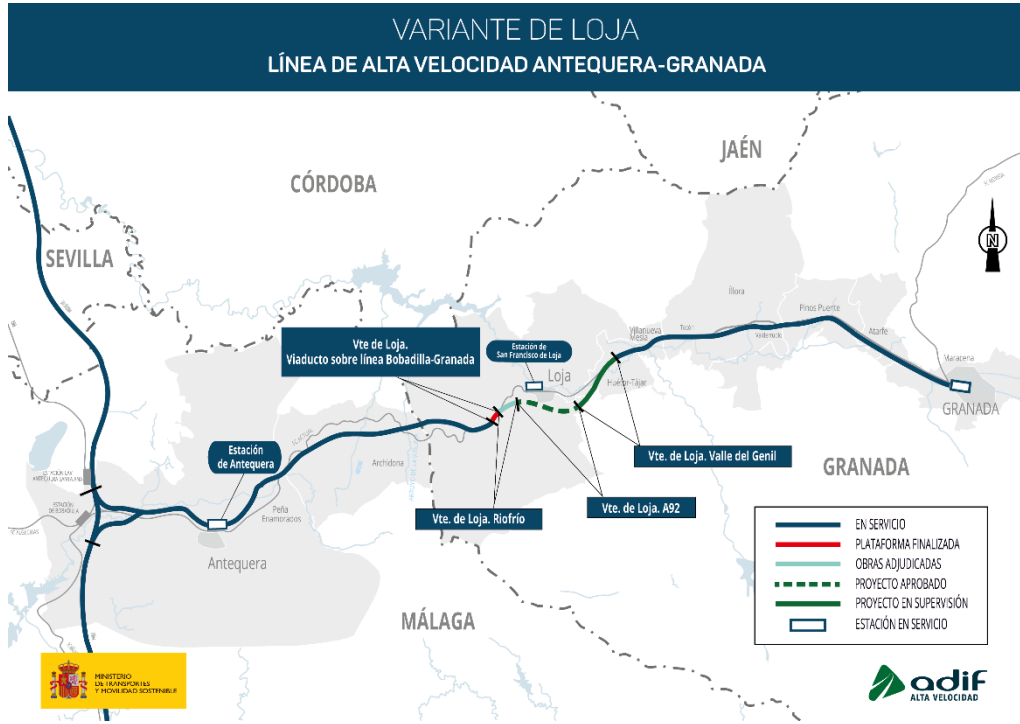 VARIANTE DE LOJA
LÍNEA DE ALTA VELOCIDAD ANTEQUERA-GRANADA
JAÉN
CÓRDOBA
SEVILLA
N
Íllora
Pinos Puente
Atarfe
Maracena
GRANADA
Villanueva
Mesía
Huétor-Tájar
Vte de Loja.
Viaducto sobre línea Bobadilla-Granada
Estación de
San Francisco de Loja
Loja
Estación
de Antequera
Archidona
Peña
Enamorados
ESTACIÓN
DE BOBADILLA
Antequera
Vte. de Loja. Valle del Genil
Vte. de Loja. A92
Vte. de Loja. Riofrío
GRANADA
MÁLAGA
EN SERVICIO
PLATAFORMA FINALIZADA
OBRAS ADJUDICADAS
PROYECTO APROBADO
PROYECTO EN SUPERVISIÓN
ESTACIÓN EN SERVICIO
MINISTERIO
DE TRANSPORTES
Y MOVILIDAD SOSTENIBLE
adif
ALTA VELOCIDAD